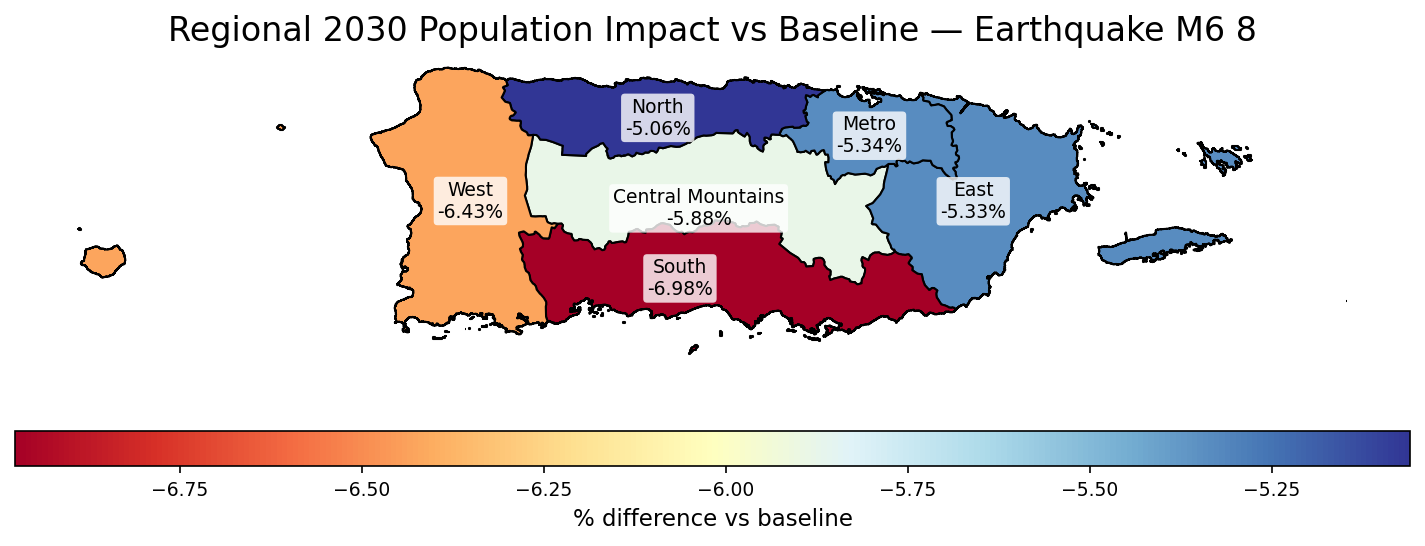 Regional 2030 Population Impact vs Baseline — Earthquake M6 8
North
-5.06%
Metro
-5.34%
West
-6.43%
Central Mountains
-5.88%
East
-5.33%
South
-6.98%
−6.75 −6.50 −6.25 −6.00 −5.75 −5.50 −5.25
% difference vs baseline